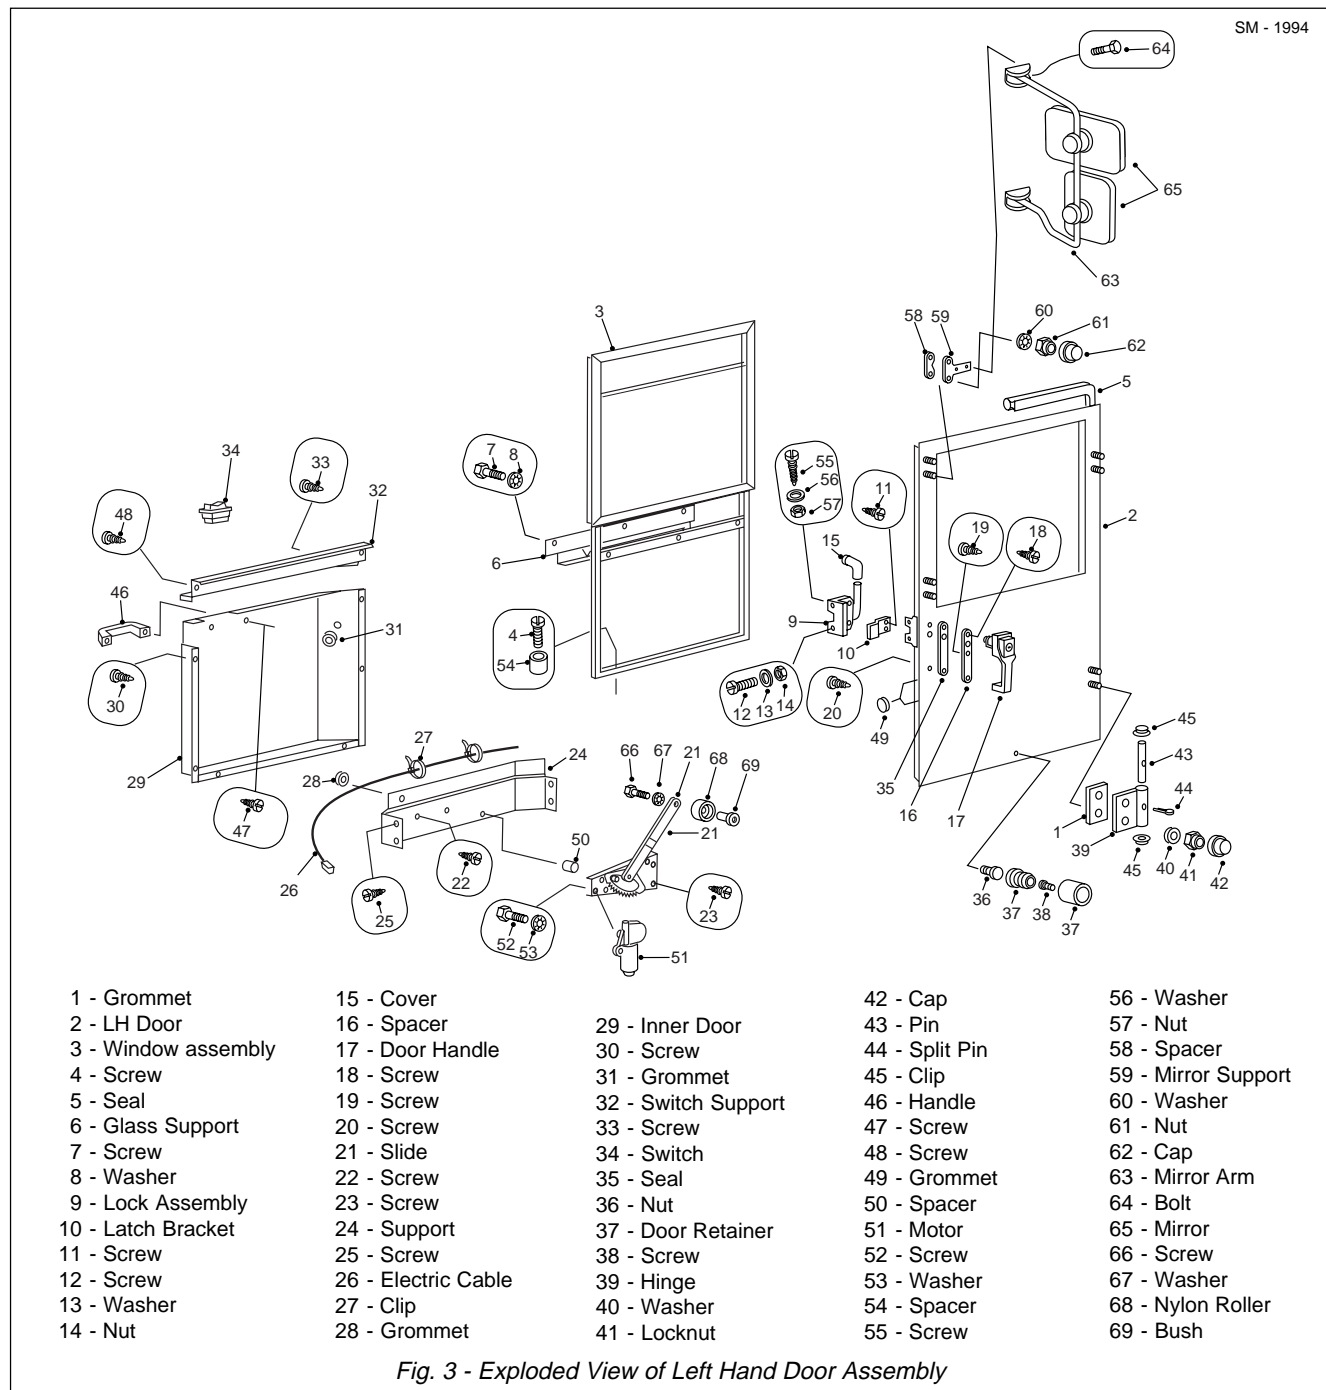 SM - 1994
64
65
63
3
58
59
60
61
62
5
34
33
7
8
55
56
57
11
2
32
48
19
18
15
6
46
31
9
4
10
54
30
12
13
14
20
49
45
27
43
66
67
21
68
69
29
28
24
35
16
17
44
1
47
21
39
45
40
41
42
50
26
22
36
37
38
37
25
23
52
53
51
1 - Grommet
2 - LH Door
3 - Window assembly
4 - Screw
5 - Seal
6 - Glass Support
7 - Screw
8 - Washer
9 - Lock Assembly
10 - Latch Bracket
11 - Screw
12 - Screw
13 - Washer
14 - Nut
15 - Cover
16 - Spacer
17 - Door Handle
18 - Screw
19 - Screw
20 - Screw
21 - Slide
22 - Screw
23 - Screw
24 - Support
25 - Screw
26 - Electric Cable
27 - Clip
28 - Grommet
29 - Inner Door
30 - Screw
31 - Grommet
32 - Switch Support
33 - Screw
34 - Switch
35 - Seal
36 - Nut
37 - Door Retainer
38 - Screw
39 - Hinge
40 - Washer
41 - Locknut
42 - Cap
43 - Pin
44 - Split Pin
45 - Clip
46 - Handle
47 - Screw
48 - Screw
49 - Grommet
50 - Spacer
51 - Motor
52 - Screw
53 - Washer
54 - Spacer
55 - Screw
56 - Washer
57 - Nut
58 - Spacer
59 - Mirror Support
60 - Washer
61 - Nut
62 - Cap
63 - Mirror Arm
64 - Bolt
65 - Mirror
66 - Screw
67 - Washer
68 - Nylon Roller
69 - Bush
Fig. 3 - Exploded View of Left Hand Door Assembly